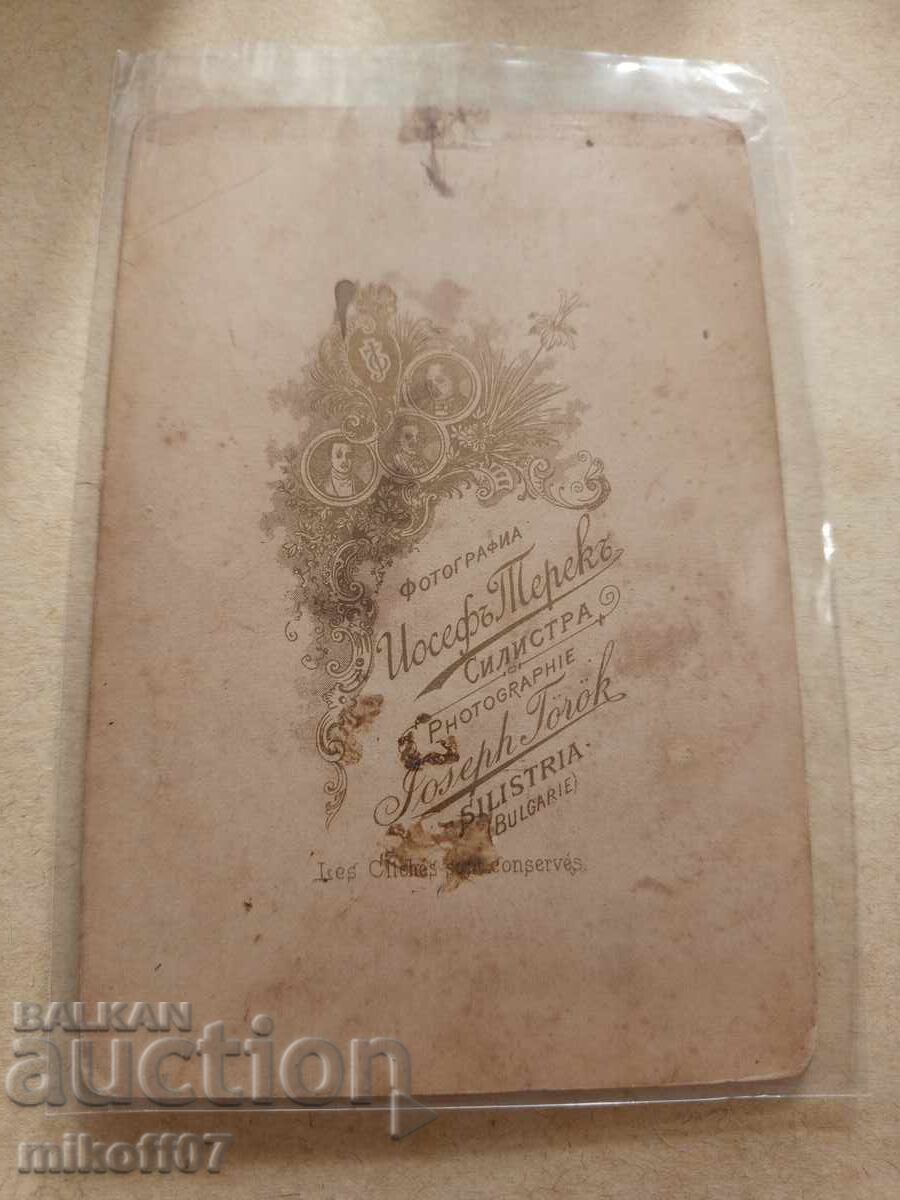 ФОТОГРАФИА
Иосефъ Терекъ
СИЛИСТРА
PHOTOGRAPHIE
Joseph Török
SILISTRIA.
(BULGARIE)
Les Clichés sont conservés.
BALKAN
auction
mikoff07